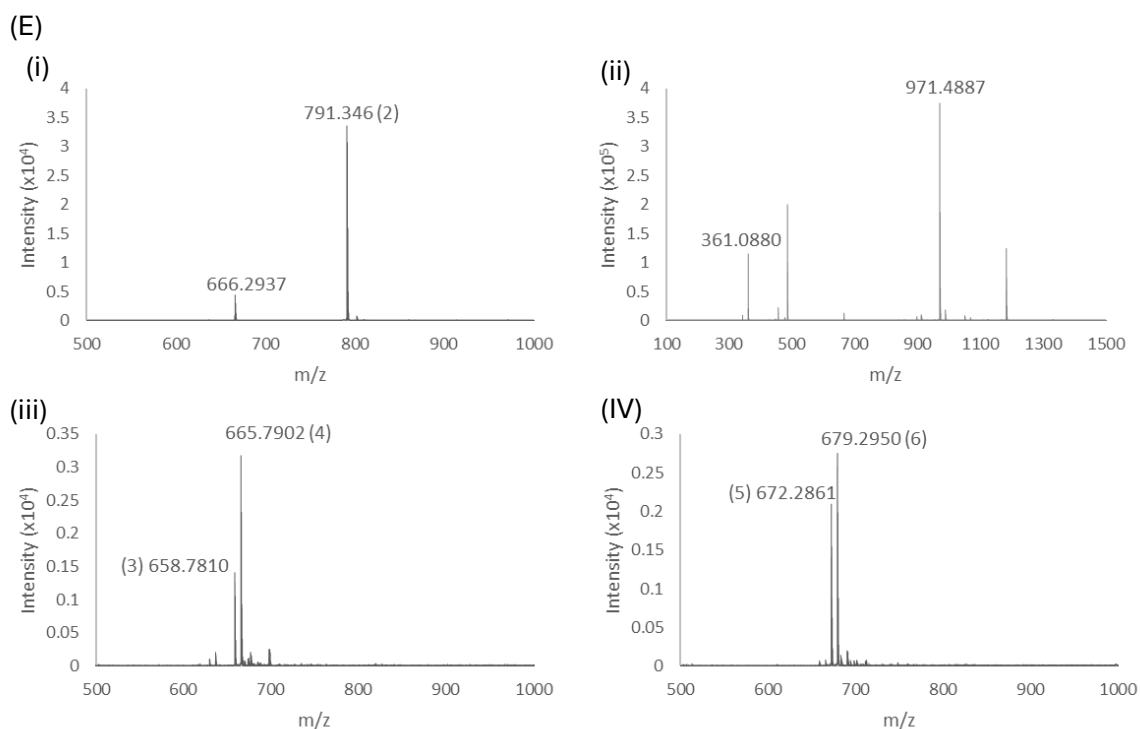 (E)
(i)
4
3.5
3
2.5
2
1.5
1
0.5
0
Intensity (x10⁴)
791.346 (2)
666.2937
500 600 700 800 900 1000
m/z
(ii)
4
3.5
3
2.5
2
1.5
1
0.5
0
Intensity (x10⁵)
971.4887
361.0880
100 300 500 700 900 1100 1300 1500
m/z
(iii)
0.35
0.3
0.25
0.2
0.15
0.1
0.05
0
Intensity (x10⁴)
665.7902 (4)
(3) 658.7810
500 600 700 800 900 1000
m/z
(IV)
0.3
0.25
0.2
0.15
0.1
0.05
0
Intensity (x10⁴)
679.2950 (6)
(5) 672.2861
500 600 700 800 900 1000
m/z